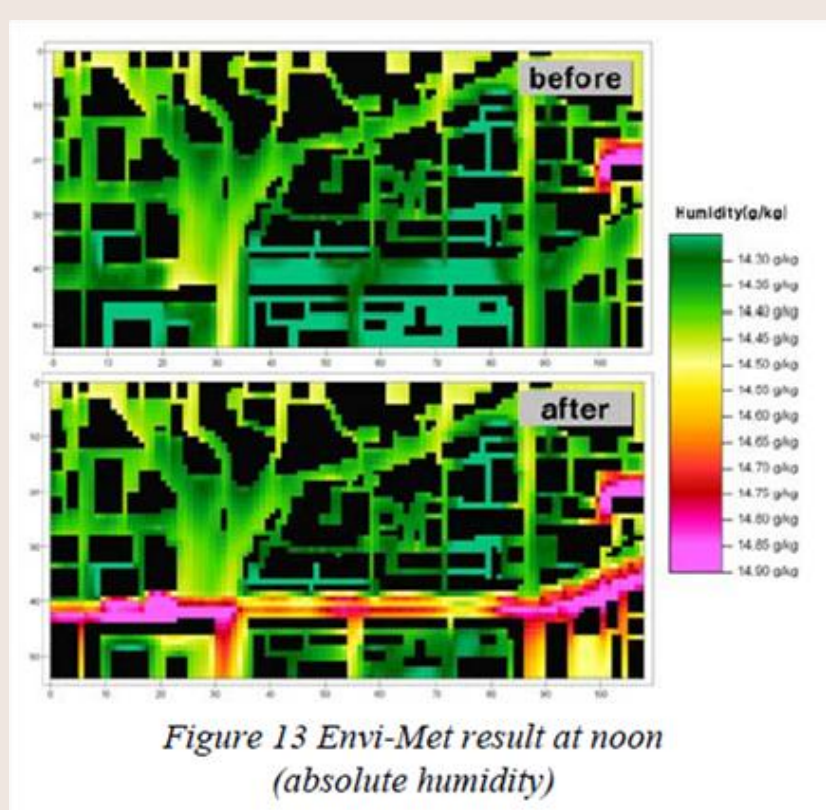 before
after
Humidity(g/kg)
14.30 g/kg
14.35 g/kg
14.40 g/kg
14.45 g/kg
14.50 g/kg
14.55 g/kg
14.60 g/kg
14.65 g/kg
14.70 g/kg
14.75 g/kg
14.80 g/kg
14.85 g/kg
14.90 g/kg
Figure 13 Envi-Met result at noon
(absolute humidity)